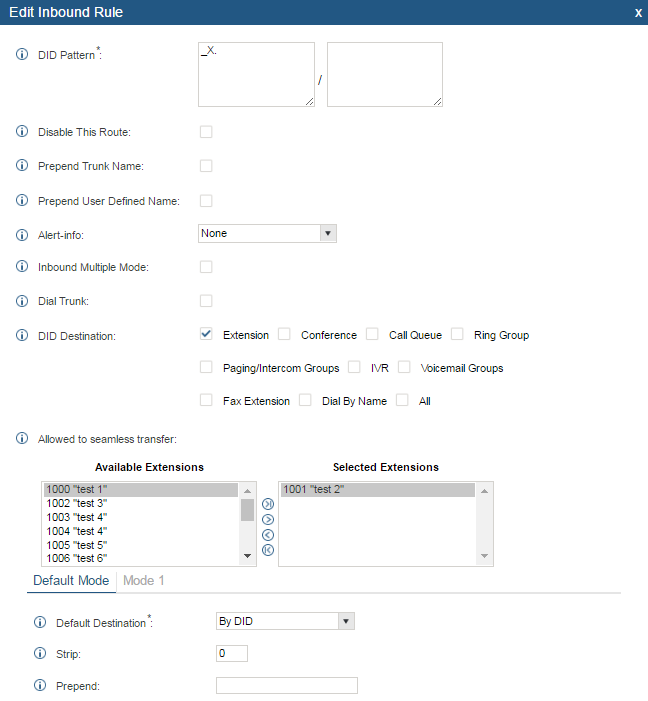 Edit Inbound Rule x
DID Pattern*: _X. /
Disable This Route:
Prepend Trunk Name:
Prepend User Defined Name:
Alert-info: None
Inbound Multiple Mode:
Dial Trunk:
DID Destination: Extension Conference Call Queue Ring Group
Paging/Intercom Groups IVR Voicemail Groups
Fax Extension Dial By Name All
Allowed to seamless transfer:
Available Extensions Selected Extensions
1000 "test 1" 1001 "test 2"
1002 "test 3"
1003 "test 4"
1004 "test 4"
1005 "test 5"
1006 "test 6"
Default Mode Mode 1
Default Destination*: By DID
Strip: 0
Prepend: